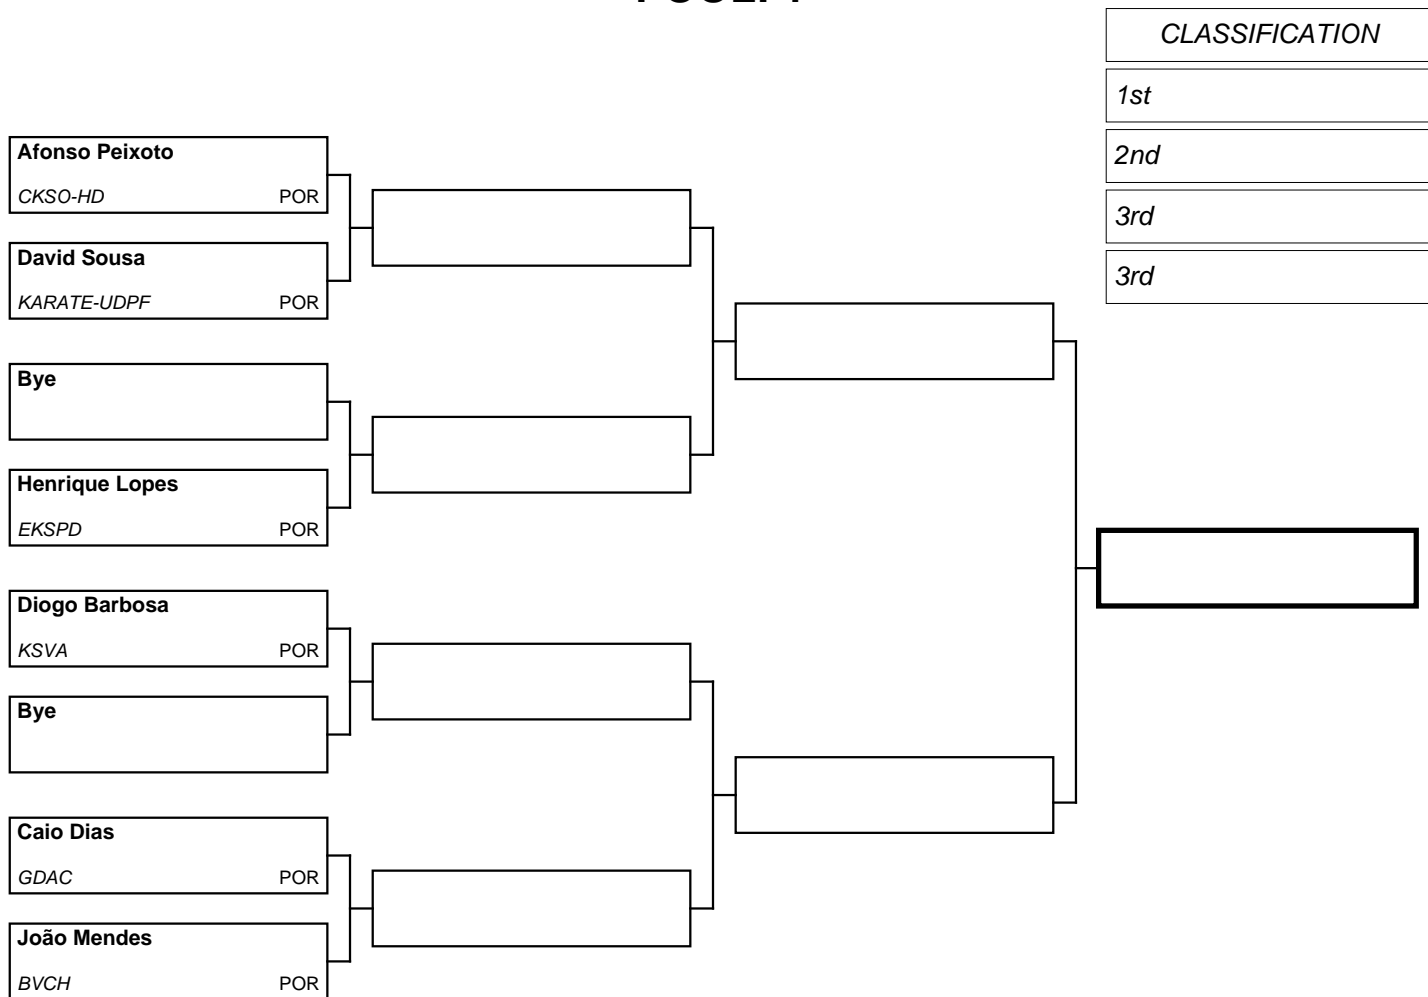 CLASSIFICATION
1st
2nd
3rd
3rd
Afonso Peixoto
CKSO-HD POR
David Sousa
KARATE-UDPF POR
Bye
Henrique Lopes
EKSPD POR
Diogo Barbosa
KSVA POR
Bye
Caio Dias
GDAC POR
João Mendes
BVCH POR